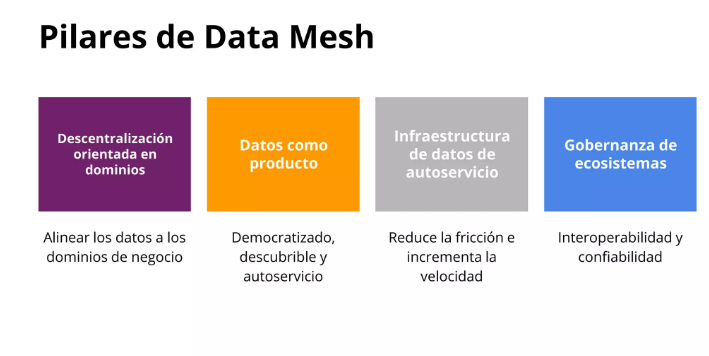 Pilares de Data Mesh
Descentralización
orientada en
dominios
Datos como
producto
Infraestructura
de datos de
autoservicio
Gobernanza de
ecosistemas
Alinear los datos a los
dominios de negocio
Democratizado,
descubrible y
autoservicio
Reduce la fricción e
incrementa la
velocidad
Interoperabilidad y
confiabilidad